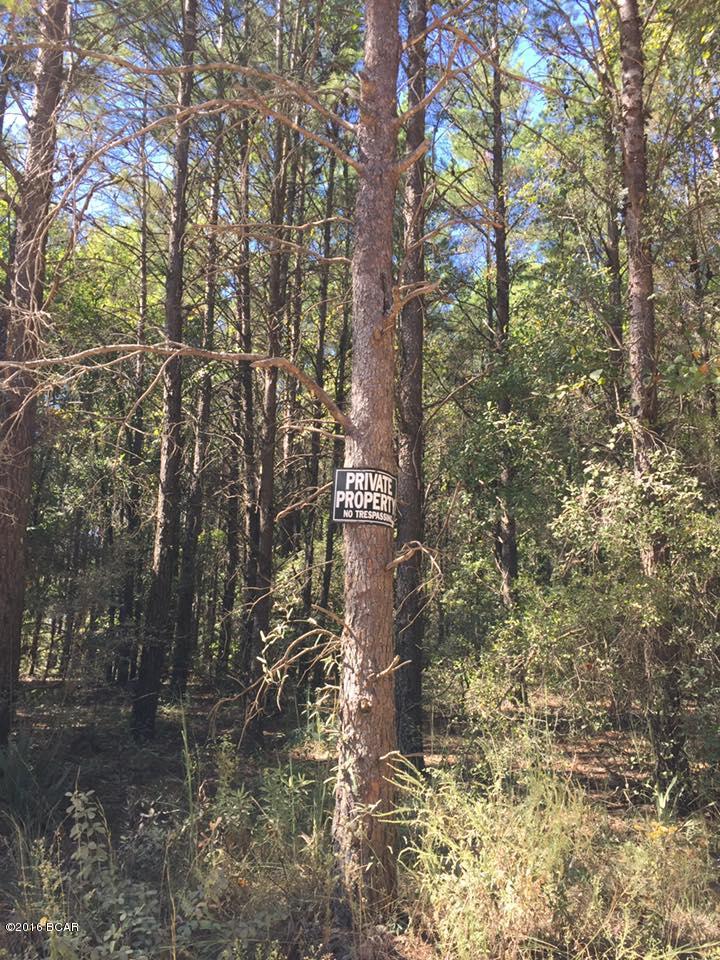 PRIVATE
PROPERTY
NO TRESPASSING
©2016 BCAR